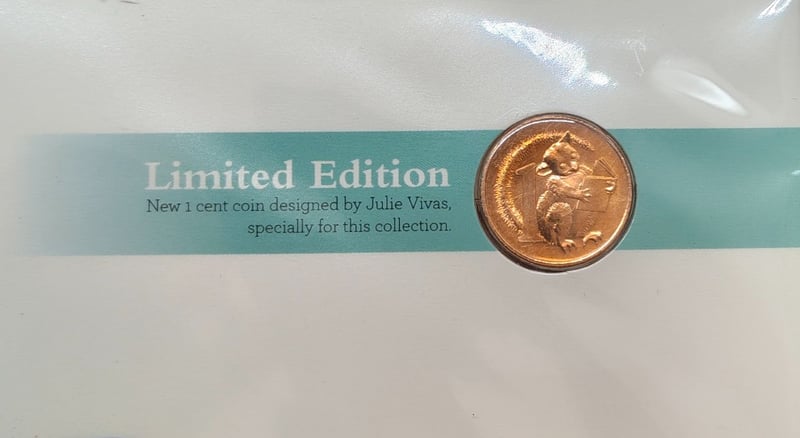 Limited Edition
New 1 cent coin designed by Julie Vivas,
specially for this collection.